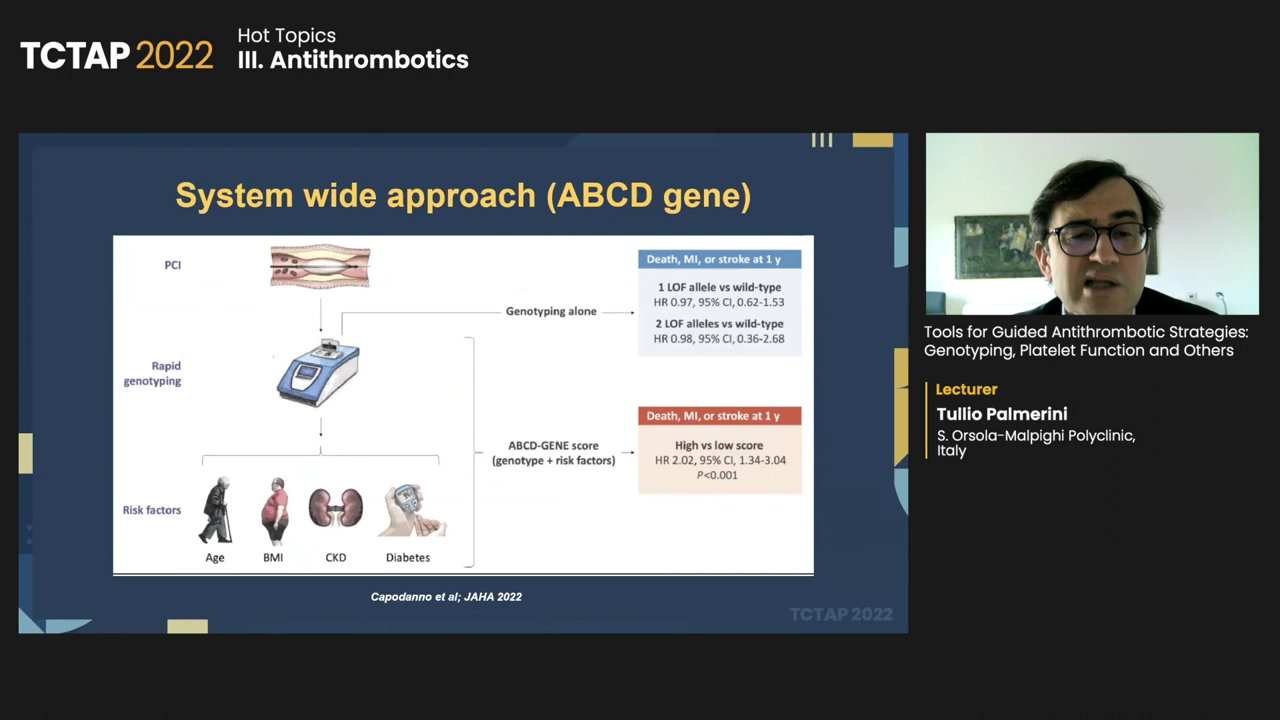 TCTAP 2022
Hot Topics
III. Antithrombotics
System wide approach (ABCD gene)
PCI
Rapid
genotyping
Risk factors
Age
BMI
CKD
Diabetes
Genotyping alone
ABCD-GENE score
(genotype + risk factors)
Death, MI, or stroke at 1 y
1 LOF allele vs wild-type
HR 0.97, 95% CI, 0.62-1.53
2 LOF alleles vs wild-type
HR 0.98, 95% CI, 0.36-2.68
Death, MI, or stroke at 1 y
High vs low score
HR 2.02, 95% CI, 1.34-3.04
P<0.001
Capodanno et al; JAHA 2022
TCTAP 2022
Tools for Guided Antithrombotic Strategies:
Genotyping, Platelet Function and Others
Lecturer
Tullio Palmerini
S. Orsola-Malpighi Polyclinic,
Italy